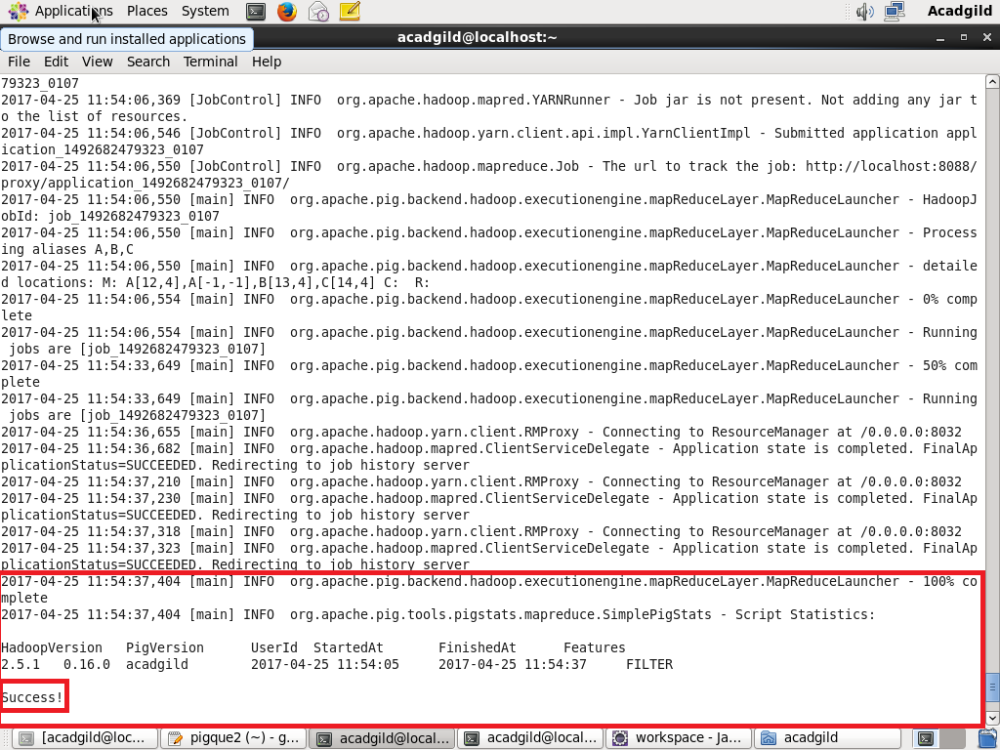 Applications Places System Acadgild
Browse and run installed applications
acadgild@localhost:~
File Edit View Search Terminal Help
79323_0107
2017-04-25 11:54:06,369 [JobControl] INFO  org.apache.hadoop.mapred.YARNRunner - Job jar is not present. Not adding any jar t
o the list of resources.
2017-04-25 11:54:06,546 [JobControl] INFO  org.apache.hadoop.yarn.client.api.impl.YarnClientImpl - Submitted application appl
ication_1492682479323_0107
2017-04-25 11:54:06,550 [JobControl] INFO  org.apache.hadoop.mapreduce.Job - The url to track the job: http://localhost:8088/
proxy/application_1492682479323_0107/
2017-04-25 11:54:06,550 [main] INFO  org.apache.pig.backend.hadoop.executionengine.mapReduceLayer.MapReduceLauncher - HadoopJ
obId: job_1492682479323_0107
2017-04-25 11:54:06,550 [main] INFO  org.apache.pig.backend.hadoop.executionengine.mapReduceLayer.MapReduceLauncher - Process
ing aliases A,B,C
2017-04-25 11:54:06,550 [main] INFO  org.apache.pig.backend.hadoop.executionengine.mapReduceLayer.MapReduceLauncher - detaile
d locations: M: A[12,4],A[-1,-1],B[13,4],C[14,4] C:  R:
2017-04-25 11:54:06,554 [main] INFO  org.apache.pig.backend.hadoop.executionengine.mapReduceLayer.MapReduceLauncher - 0% comp
lete
2017-04-25 11:54:06,554 [main] INFO  org.apache.pig.backend.hadoop.executionengine.mapReduceLayer.MapReduceLauncher - Running
 jobs are [job_1492682479323_0107]
2017-04-25 11:54:33,649 [main] INFO  org.apache.pig.backend.hadoop.executionengine.mapReduceLayer.MapReduceLauncher - 50% com
plete
2017-04-25 11:54:33,649 [main] INFO  org.apache.pig.backend.hadoop.executionengine.mapReduceLayer.MapReduceLauncher - Running
 jobs are [job_1492682479323_0107]
2017-04-25 11:54:36,655 [main] INFO  org.apache.hadoop.yarn.client.RMProxy - Connecting to ResourceManager at /0.0.0.0:8032
2017-04-25 11:54:36,682 [main] INFO  org.apache.hadoop.mapred.ClientServiceDelegate - Application state is completed. FinalAp
plicationStatus=SUCCEEDED. Redirecting to job history server
2017-04-25 11:54:37,210 [main] INFO  org.apache.hadoop.yarn.client.RMProxy - Connecting to ResourceManager at /0.0.0.0:8032
2017-04-25 11:54:37,230 [main] INFO  org.apache.hadoop.mapred.ClientServiceDelegate - Application state is completed. FinalAp
plicationStatus=SUCCEEDED. Redirecting to job history server
2017-04-25 11:54:37,318 [main] INFO  org.apache.hadoop.yarn.client.RMProxy - Connecting to ResourceManager at /0.0.0.0:8032
2017-04-25 11:54:37,323 [main] INFO  org.apache.hadoop.mapred.ClientServiceDelegate - Application state is completed. FinalAp
plicationStatus=SUCCEEDED. Redirecting to job history server
2017-04-25 11:54:37,404 [main] INFO  org.apache.pig.backend.hadoop.executionengine.mapReduceLayer.MapReduceLauncher - 100% co
mplete
2017-04-25 11:54:37,404 [main] INFO  org.apache.pig.tools.pigstats.mapreduce.SimplePigStats - Script Statistics:
HadoopVersion   PigVersion      UserId  StartedAt       FinishedAt      Features
2.5.1   0.16.0  acadgild        2017-04-25 11:54:05     2017-04-25 11:54:37     FILTER
Success!
[acadgild@loc... pigque2 (~) - g... acadgild@local... acadgild@local... workspace - Ja... acadgild